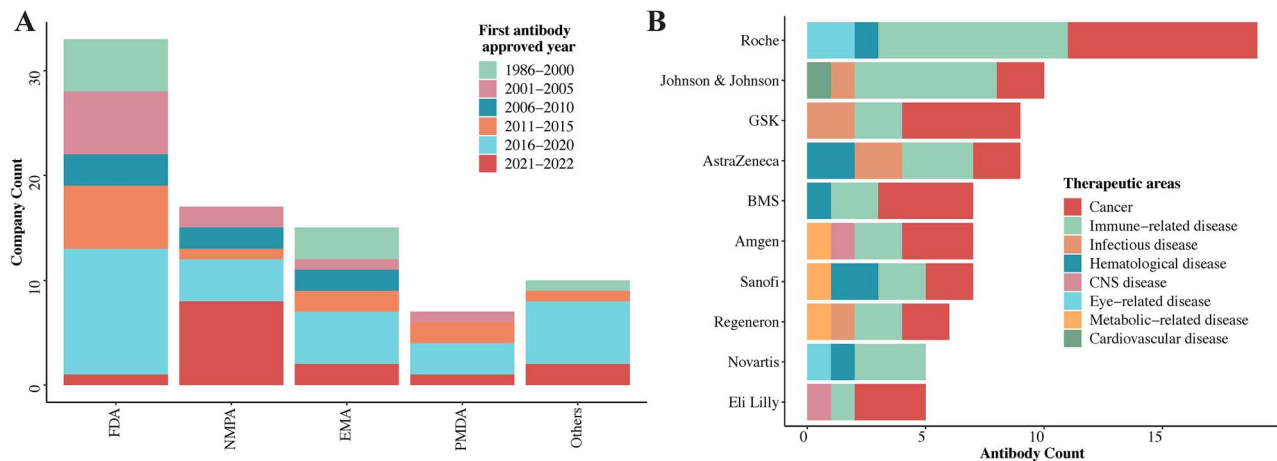 A
First antibody
approved year
1986–2000
2001–2005
2006–2010
2011–2015
2016–2020
2021–2022
Company Count
30
20
10
0
FDA
NMPA
EMA
PMDA
Others
B
Roche
Johnson & Johnson
GSK
AstraZeneca
BMS
Amgen
Sanofi
Regeneron
Novartis
Eli Lilly
Therapeutic areas
Cancer
Immune−related disease
Infectious disease
Hematological disease
CNS disease
Eye−related disease
Metabolic−related disease
Cardiovascular disease
0 5 10 15
Antibody Count